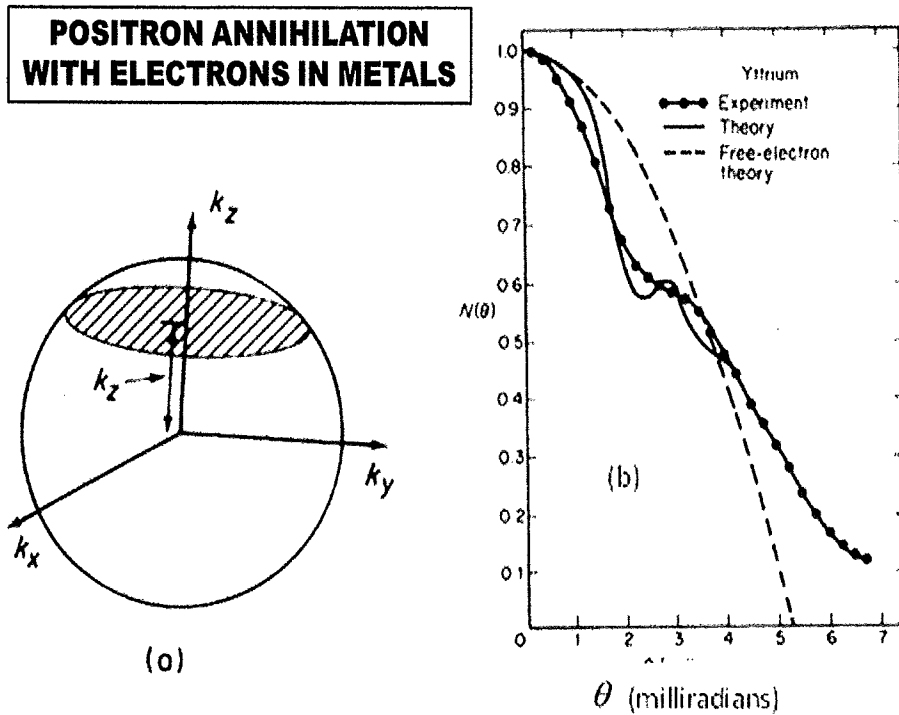 POSITRON ANNIHILATION
WITH ELECTRONS IN METALS
k_z
k_z
k_y
k_x
(a)
Yttrium
Experiment
Theory
Free-electron
theory
1.0
0.9
0.8
0.7
0.6
N(θ)
0.5
0.4
0.3
0.2
0.1
(b)
0 1 2 3 4 5 6 7
θ (milliradians)